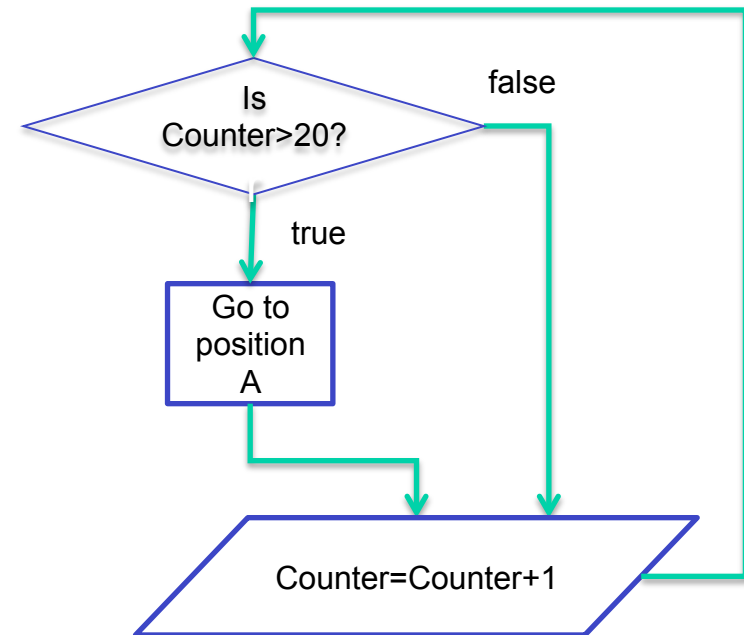 false
Is
Counter>20?
true
Go to
position
A
Counter=Counter+1